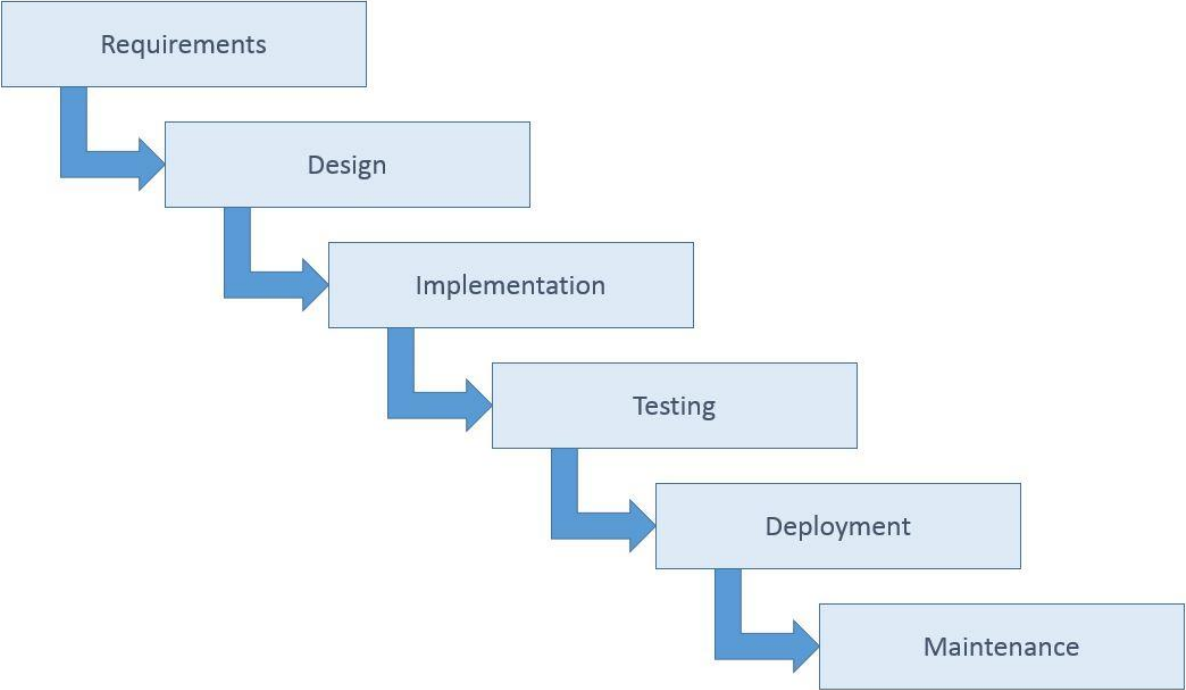 Requirements
Design
Implementation
Testing
Deployment
Maintenance